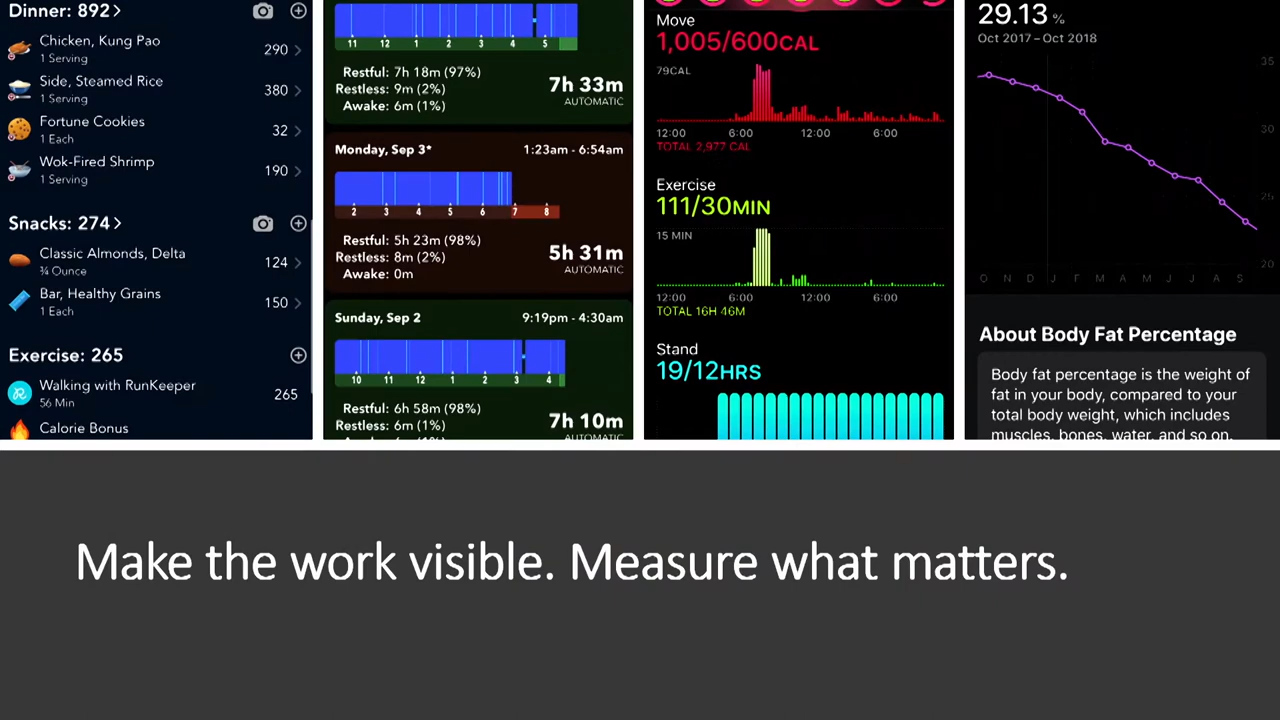 Dinner: 892 >
Chicken, Kung Pao
1 Serving
290 >
Side, Steamed Rice
1 Serving
380 >
Fortune Cookies
1 Each
32 >
Wok-Fired Shrimp
1 Serving
190 >
Snacks: 274 >
Classic Almonds, Delta
¾ Ounce
124 >
Bar, Healthy Grains
1 Each
150 >
Exercise: 265
Walking with RunKeeper
56 Min
265
Calorie Bonus
11 12 1 2 3 4 5
Restful: 7h 18m (97%)
Restless: 9m (2%)
Awake: 6m (1%)
7h 33m
AUTOMATIC
Monday, Sep 3* 1:23am - 6:54am
2 3 4 5 6 7 8
Restful: 5h 23m (98%)
Restless: 8m (2%)
Awake: 0m
5h 31m
AUTOMATIC
Sunday, Sep 2 9:19pm - 4:30am
10 11 12 1 2 3 4
Restful: 6h 58m (98%)
Restless: 6m (1%)
Awake: 6m (1%)
7h 10m
AUTOMATIC
Move
1,005/600CAL
79CAL
12:00 6:00 12:00 6:00
TOTAL 2,977 CAL
Exercise
111/30MIN
15 MIN
12:00 6:00 12:00 6:00
TOTAL 16H 46M
Stand
19/12HRS
29.13 %
Oct 2017 – Oct 2018
35
30
25
20
O N D J F M A M J J A S
About Body Fat Percentage
Body fat percentage is the weight of
fat in your body, compared to your
total body weight, which includes
muscles, bones, water, and so on.
Make the work visible. Measure what matters.